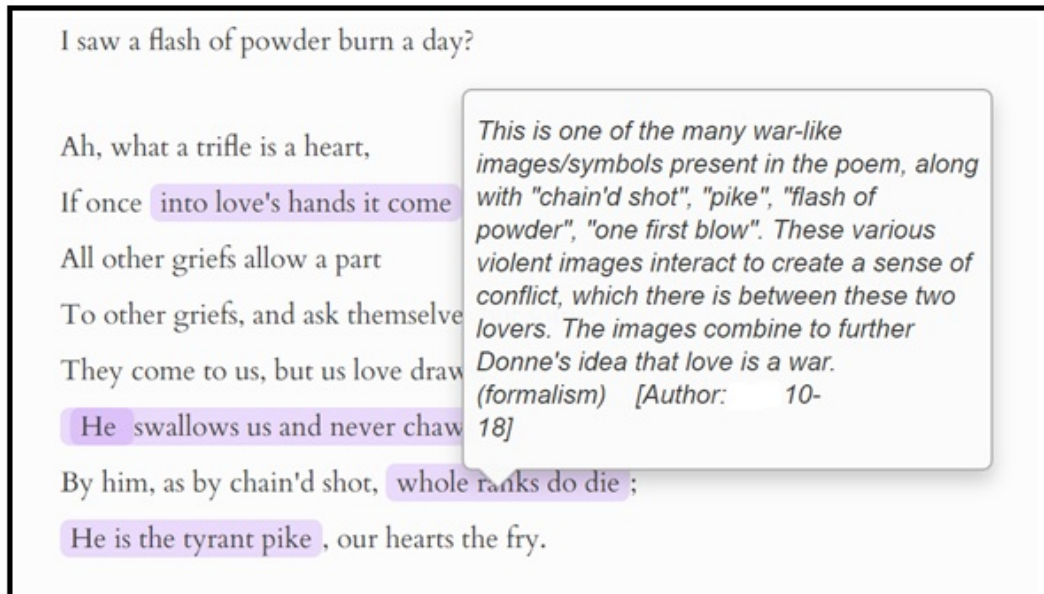 I saw a flash of powder burn a day?
Ah, what a trifle is a heart,
If once into love's hands it come
All other griefs allow a part
To other griefs, and ask themselve
They come to us, but us love draw
He swallows us and never chaw
By him, as by chain'd shot, whole ranks do die ;
He is the tyrant pike , our hearts the fry.
This is one of the many war-like
images/symbols present in the poem, along
with "chain'd shot", "pike", "flash of
powder", "one first blow". These various
violent images interact to create a sense of
conflict, which there is between these two
lovers. The images combine to further
Donne's idea that love is a war.
(formalism) [Author: 10-
18]